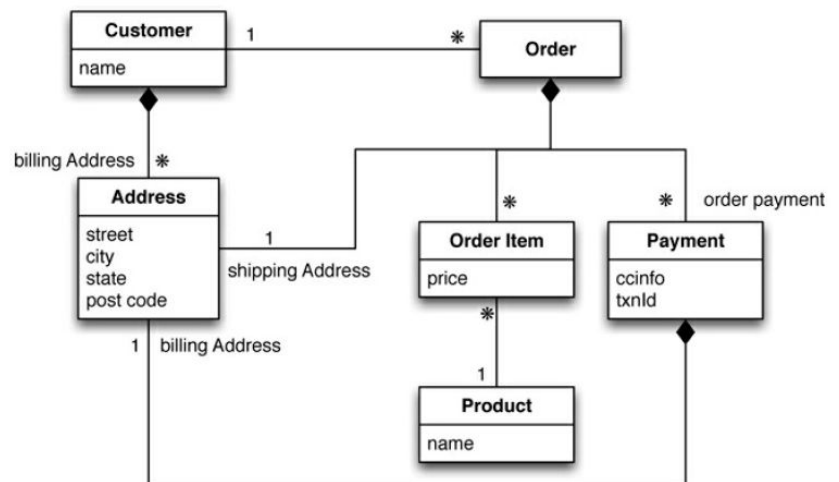 Customer
name
1
*
Order
billing Address
*
Address
street
city
state
post code
1
shipping Address
*
Order Item
price
*
order payment
Payment
ccinfo
txnId
*
1
Product
name
1
billing Address